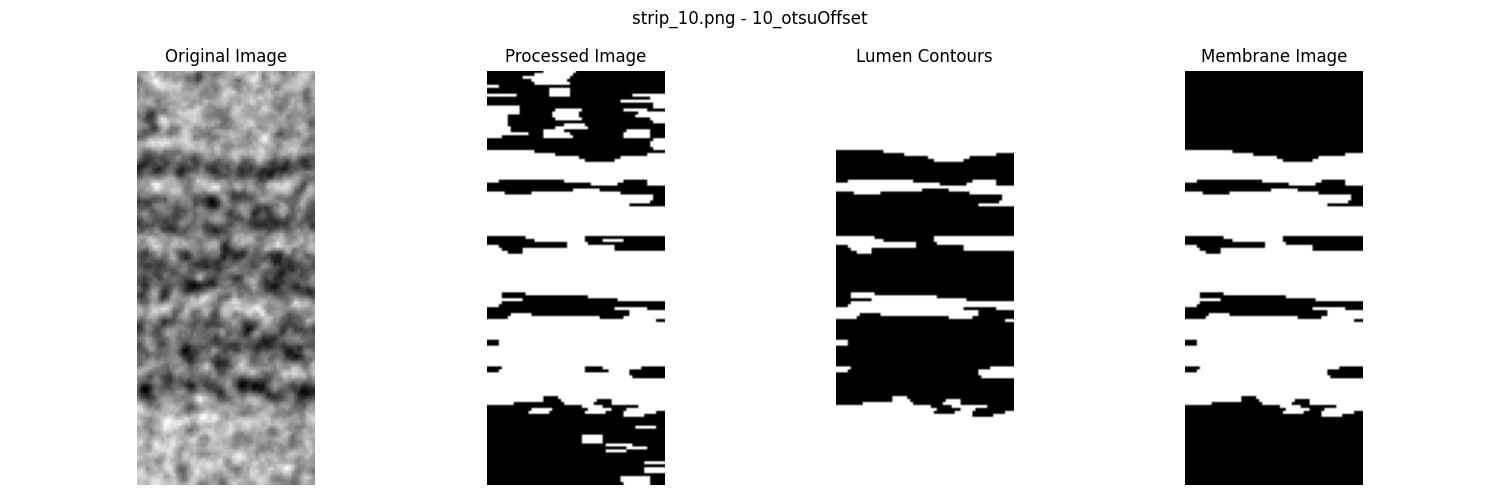 strip_10.png - 10_otsuOffset
Original Image
Processed Image
Lumen Contours
Membrane Image